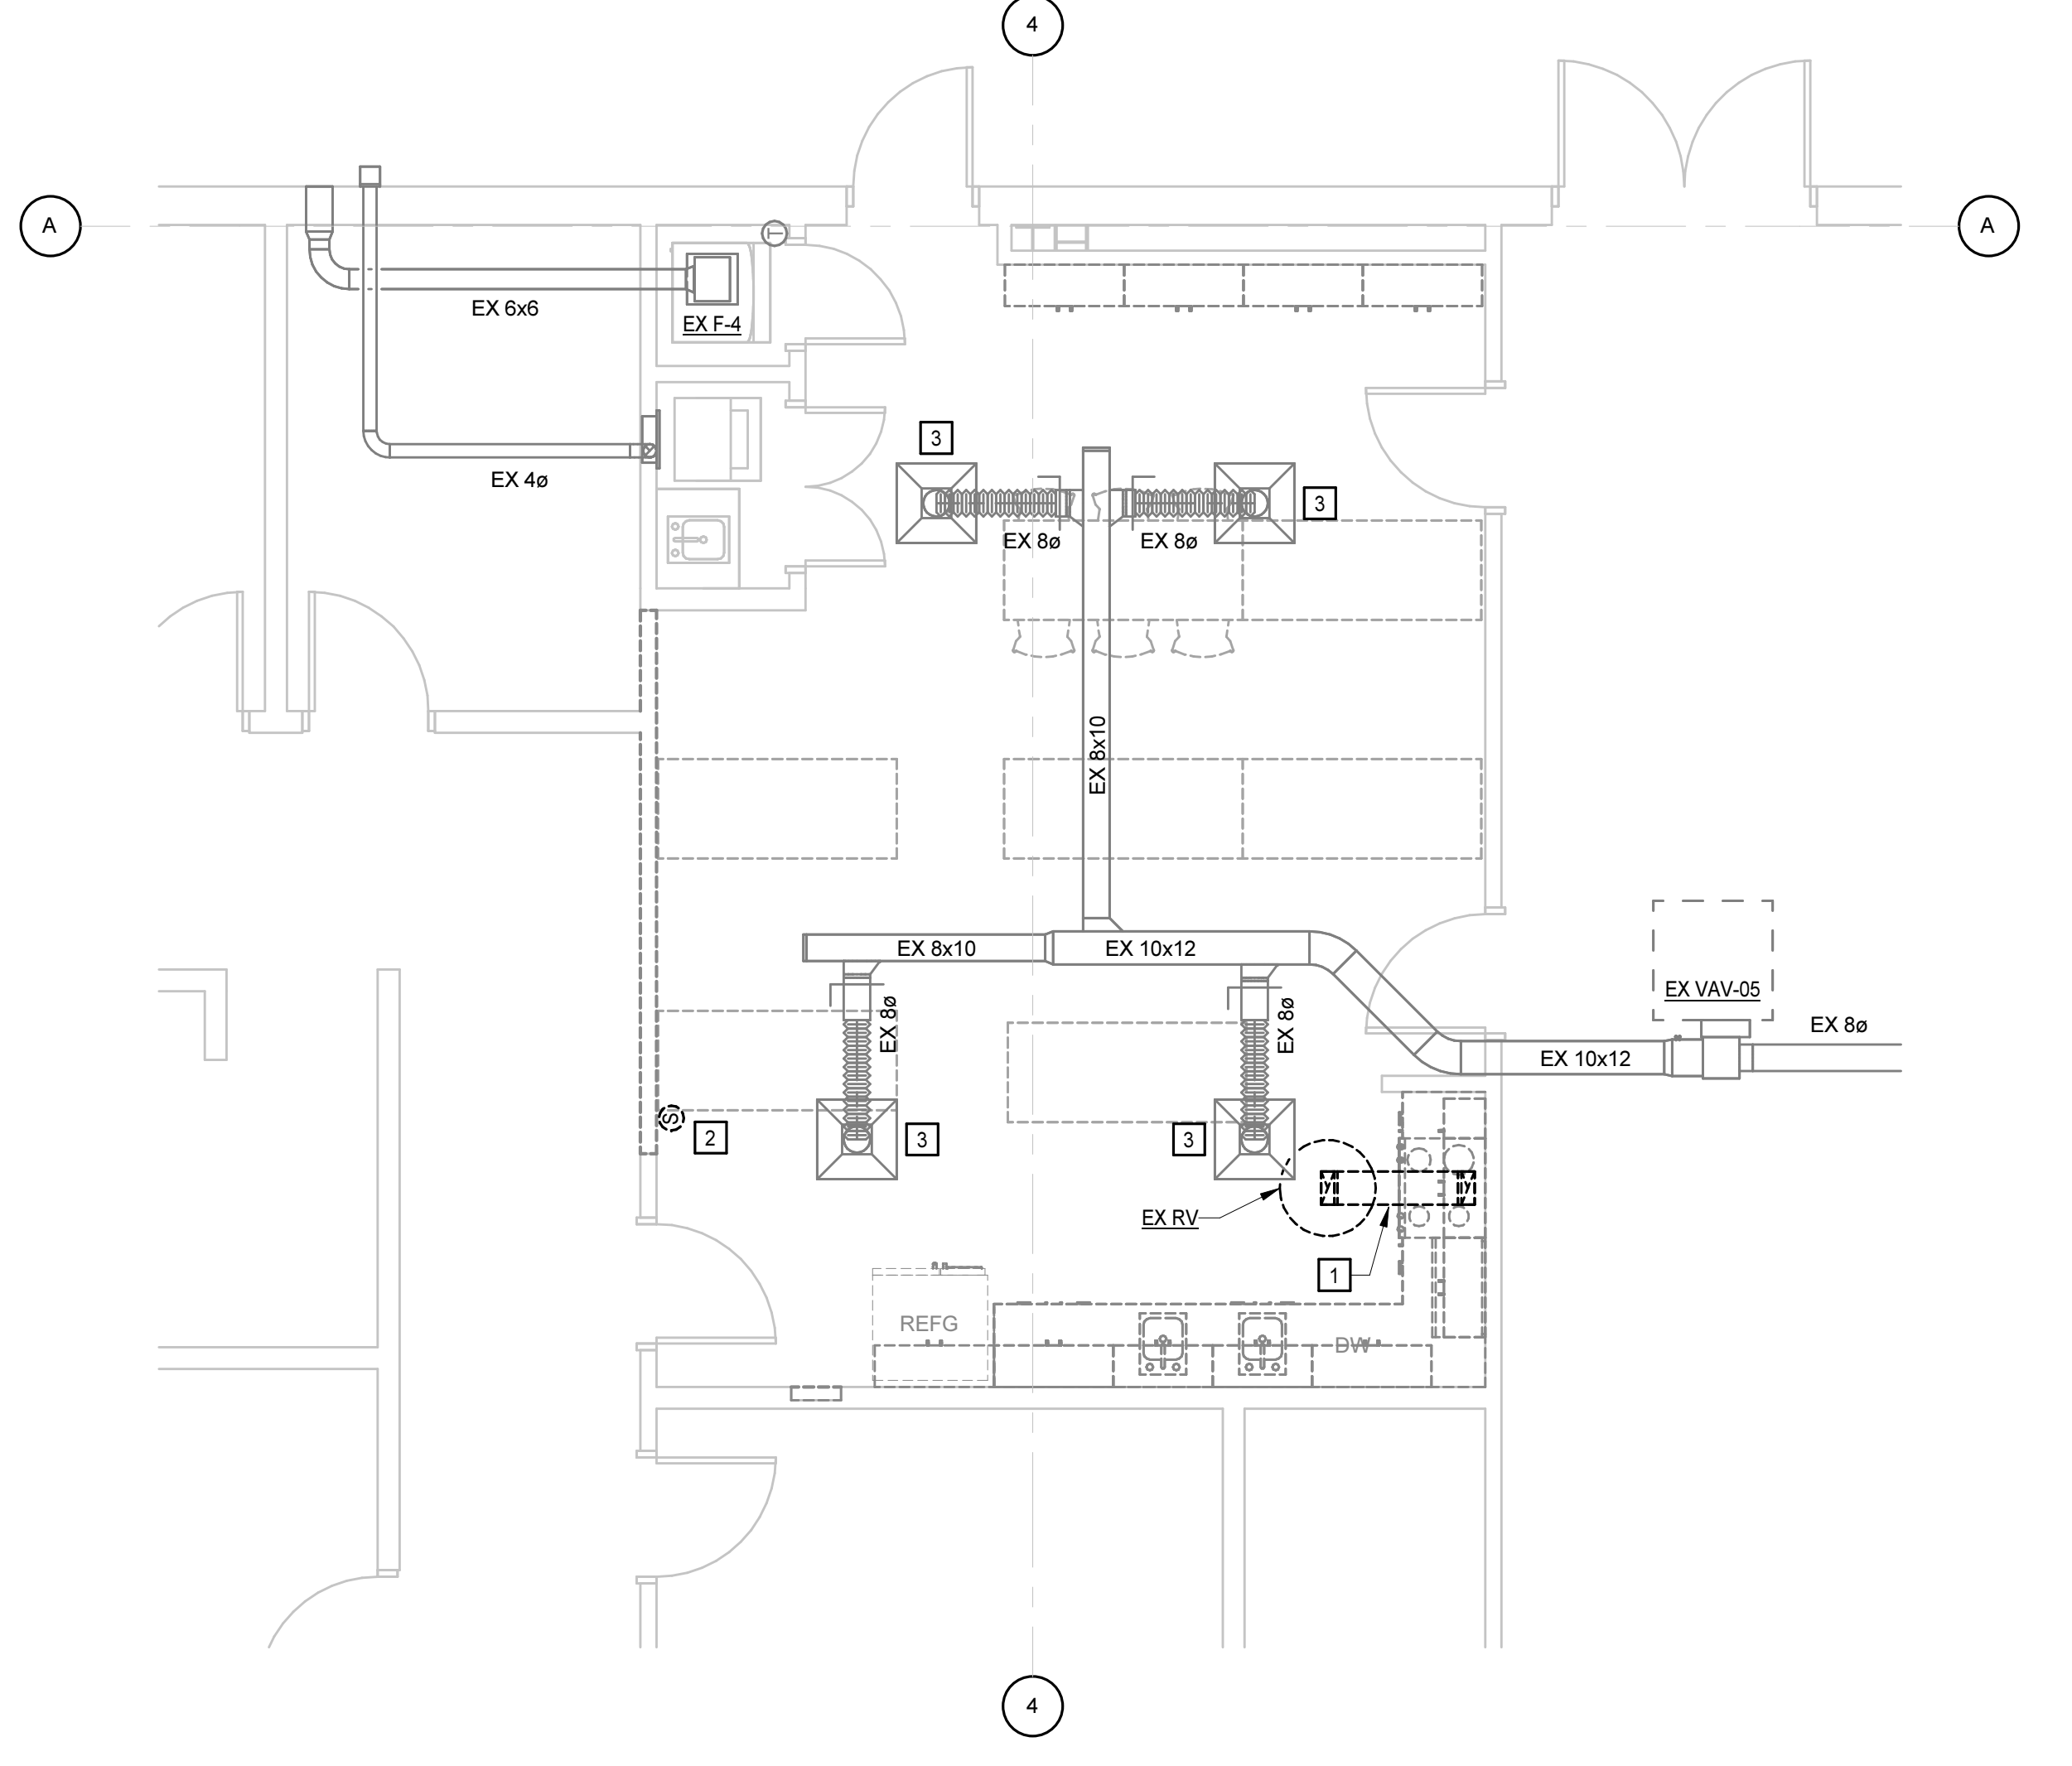 4
A
A
T
EX 6x6
EX F-4
3
EX 4ø
3
EX 8ø
EX 8ø
EX 8x10
EX 8x10
EX 10x12
EX VAV-05
EX 8ø
EX 8ø
EX 8ø
EX 10x12
S
2
3
3
EX RV
1
REFG
DW
4